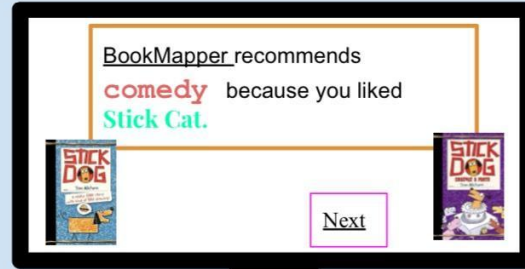 BookMapper recommends
comedy because you liked
Stick Cat.
STICK
DOG
STICK
DOG
Next